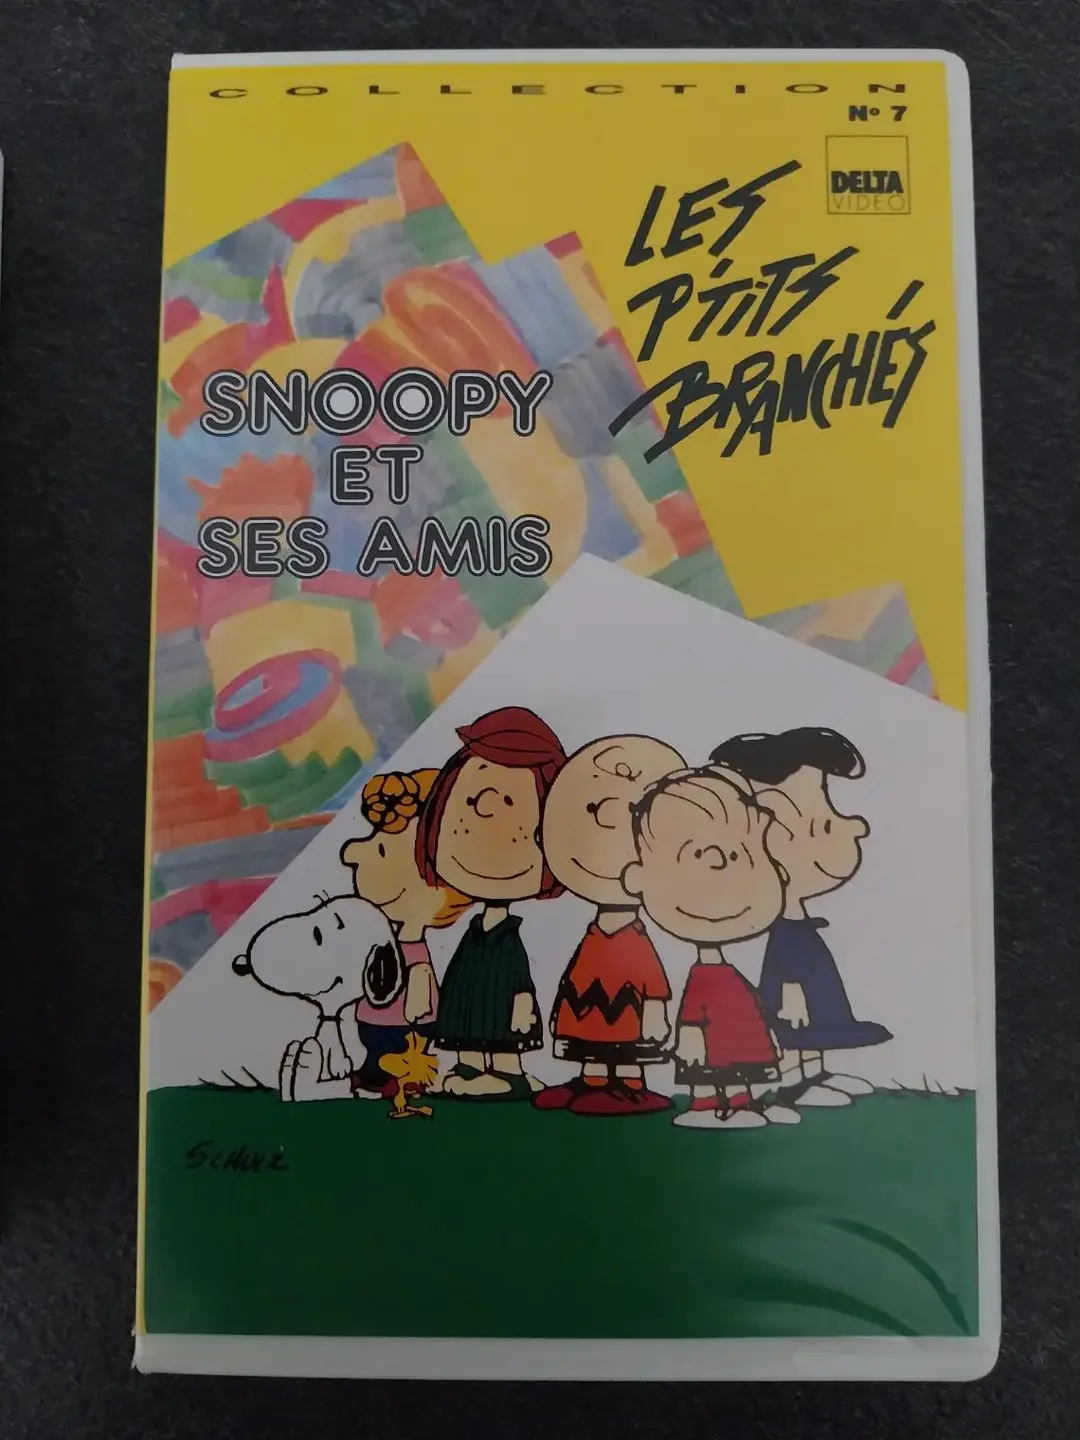 COLLECTION
N° 7
DELTA
VIDEO
LES
P'TITS
BRANCHÉS
SNOOPY
ET
SES AMIS
SCHULZ